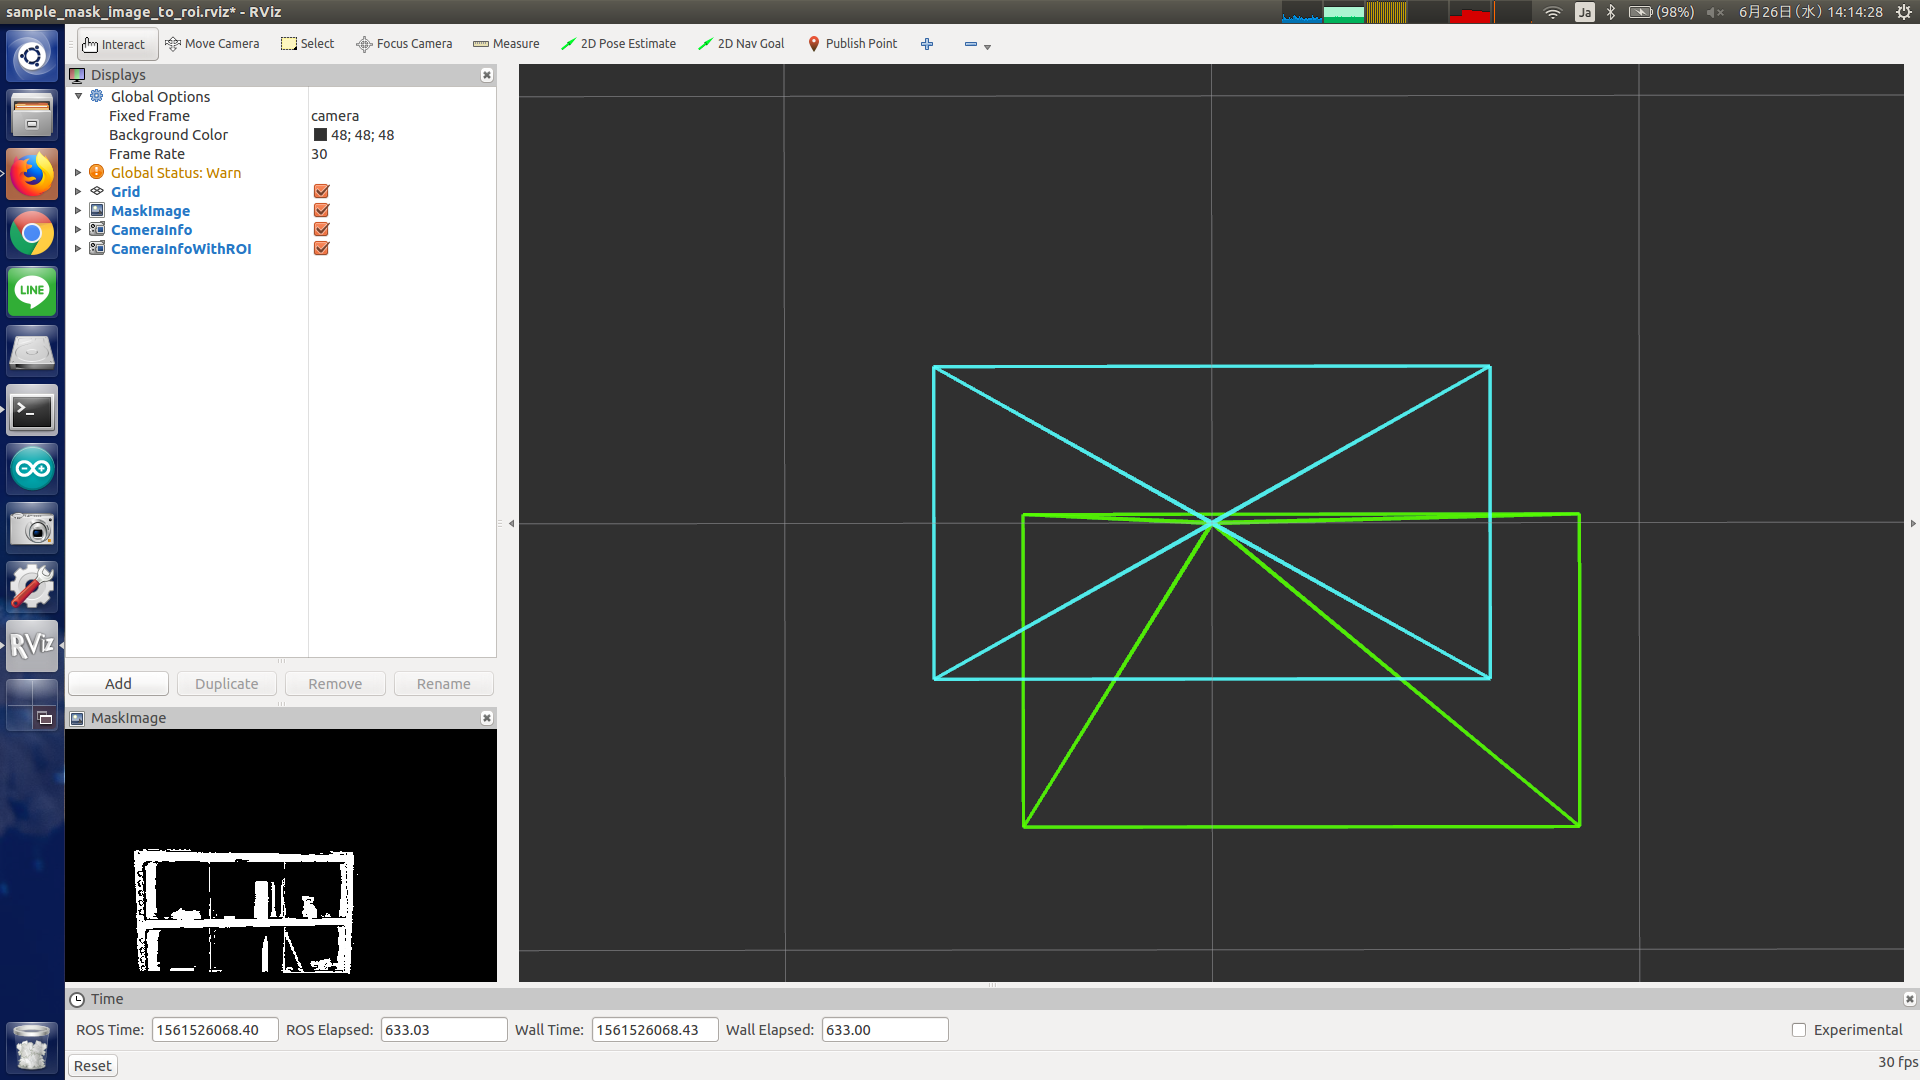 sample_mask_image_to_roi.rviz* - RViz
Ja
(98%)
6月26日(水) 14:14:28
Interact
Move Camera
Select
Focus Camera
Measure
2D Pose Estimate
2D Nav Goal
Publish Point
Displays
Global Options
Fixed Frame camera
Background Color 48; 48; 48
Frame Rate 30
Global Status: Warn
Grid
MaskImage
CameraInfo
CameraInfoWithROI
LINE
RViz
Add
Duplicate
Remove
Rename
MaskImage
Time
ROS Time: 1561526068.40 ROS Elapsed: 633.03 Wall Time: 1561526068.43 Wall Elapsed: 633.00
Experimental
Reset
30 fps